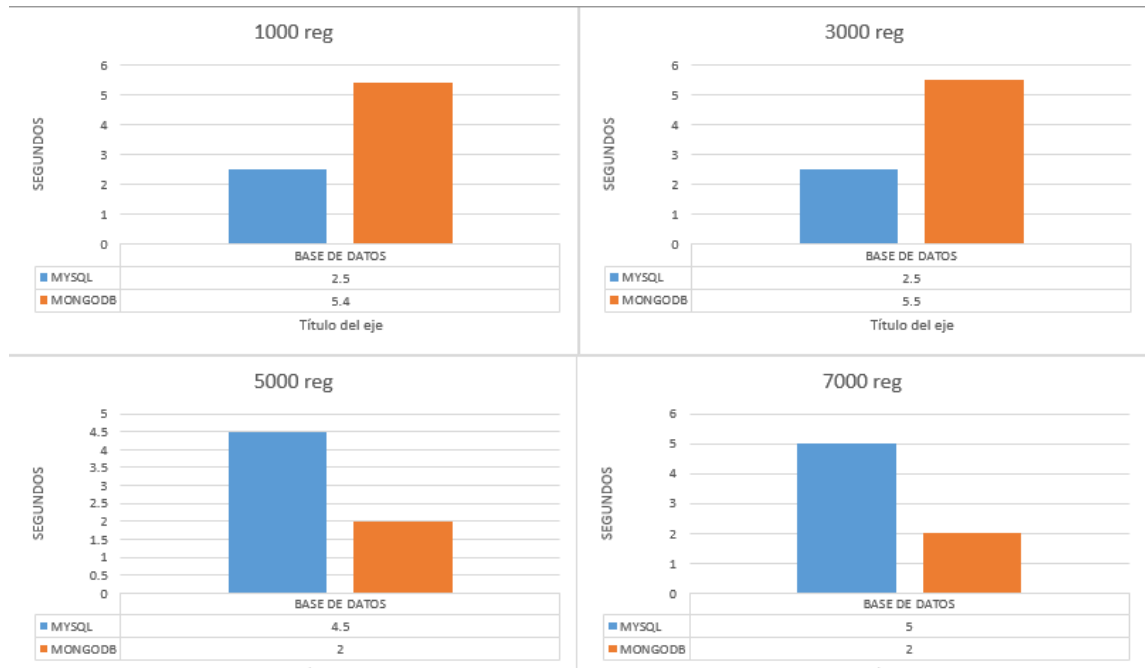 1000 reg
6
5
4
3
2
1
0
SEGUNDOS
BASE DE DATOS
MYSQL 2.5
MONGODB 5.4
Título del eje
3000 reg
6
5
4
3
2
1
0
SEGUNDOS
BASE DE DATOS
MYSQL 2.5
MONGODB 5.5
Título del eje
5000 reg
5
4.5
4
3.5
3
2.5
2
1.5
1
0.5
0
SEGUNDOS
BASE DE DATOS
MYSQL 4.5
MONGODB 2
7000 reg
6
5
4
3
2
1
0
SEGUNDOS
BASE DE DATOS
MYSQL 5
MONGODB 2